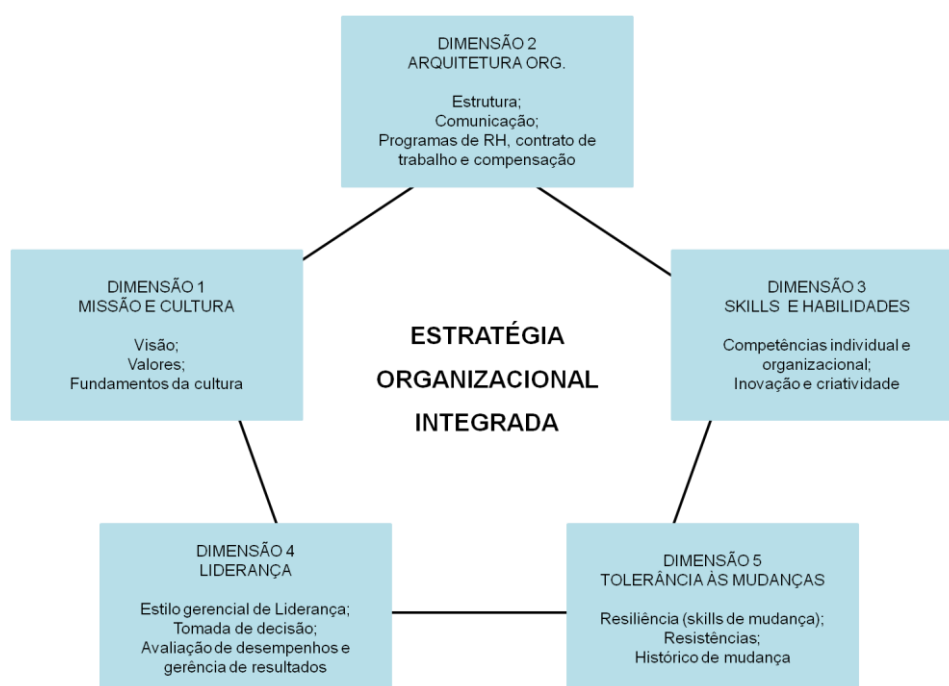 DIMENSÃO 2
ARQUITETURA ORG.
Estrutura;
Comunicação;
Programas de RH, contrato de
trabalho e compensação
DIMENSÃO 1
MISSÃO E CULTURA
Visão;
Valores;
Fundamentos da cultura
ESTRATÉGIA
ORGANIZACIONAL
INTEGRADA
DIMENSÃO 3
SKILLS E HABILIDADES
Competências individual e
organizacional;
Inovação e criatividade
DIMENSÃO 4
LIDERANÇA
Estilo gerencial de Liderança;
Tomada de decisão;
Avaliação de desempenhos e
gerência de resultados
DIMENSÃO 5
TOLERÂNCIA ÀS MUDANÇAS
Resiliência (skills de mudança);
Resistências;
Histórico de mudança